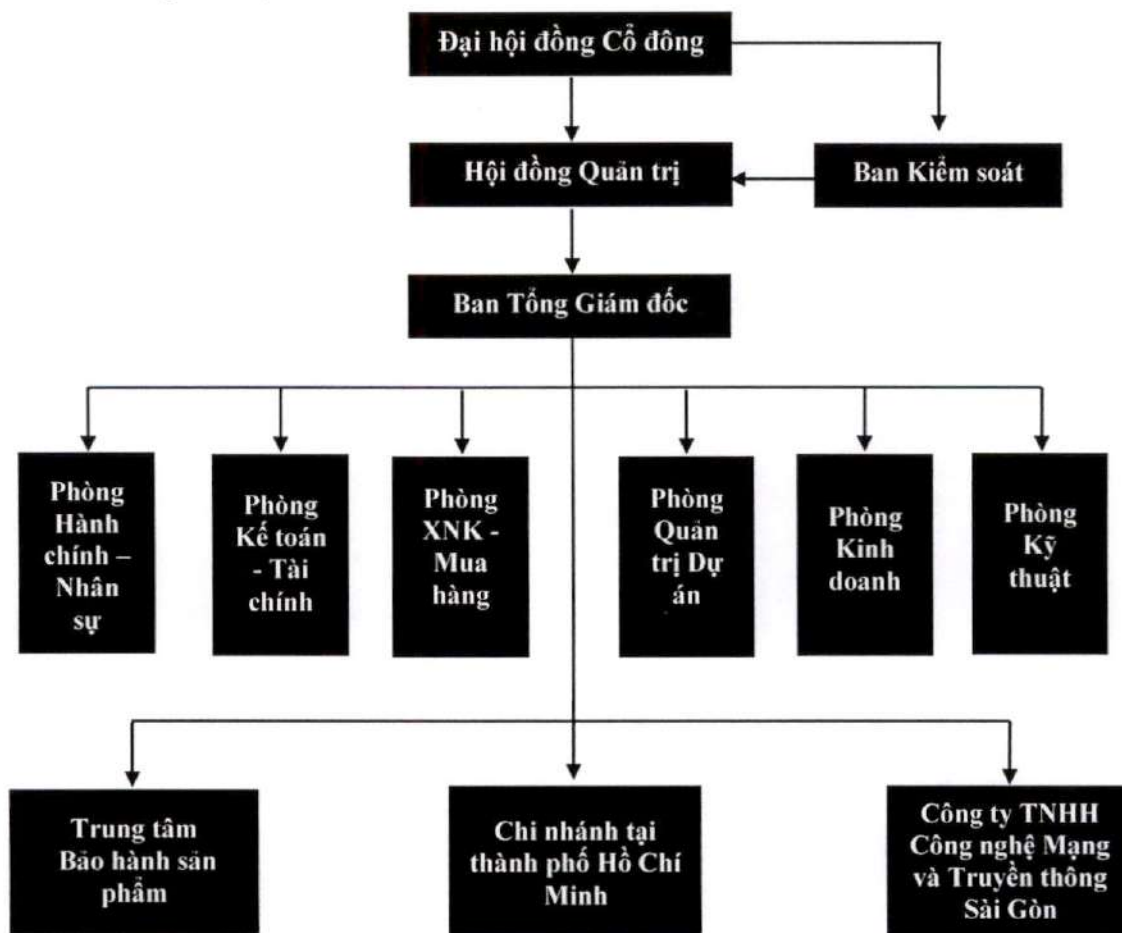 Đại hội đồng Cổ đông
Hội đồng Quản trị
Ban Kiểm soát
Ban Tổng Giám đốc
Phòng
Hành
chính –
Nhân
sự
Phòng
Kế toán
- Tài
chính
Phòng
XNK -
Mua
hàng
Phòng
Quản
trị Dự
án
Phòng
Kinh
doanh
Phòng
Kỹ
thuật
Trung tâm
Bảo hành sản
phẩm
Chi nhánh tại
thành phố Hồ Chí
Minh
Công ty TNHH
Công nghệ Mạng
và Truyền thông
Sài Gòn